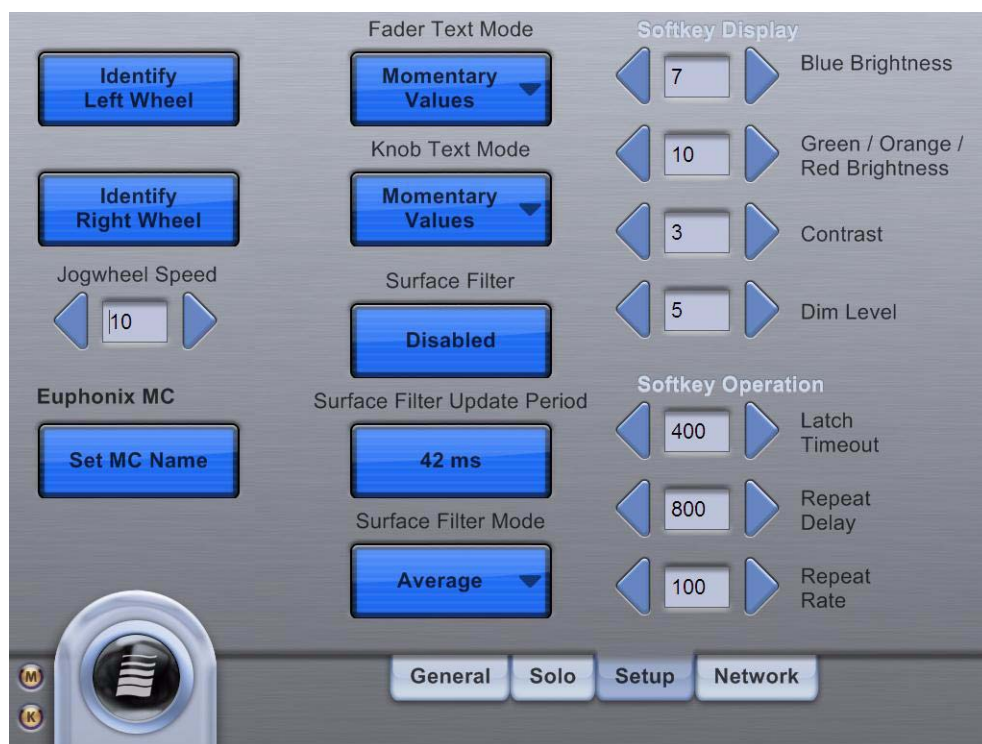 Identify
Left Wheel
Identify
Right Wheel
Jogwheel Speed
10
Euphonix MC
Set MC Name
Fader Text Mode
Momentary
Values
Knob Text Mode
Momentary
Values
Surface Filter
Disabled
Surface Filter Update Period
42 ms
Surface Filter Mode
Average
Softkey Display
7
Blue Brightness
10
Green / Orange /
Red Brightness
3
Contrast
5
Dim Level
Softkey Operation
400
Latch
Timeout
800
Repeat
Delay
100
Repeat
Rate
M
K
General
Solo
Setup
Network